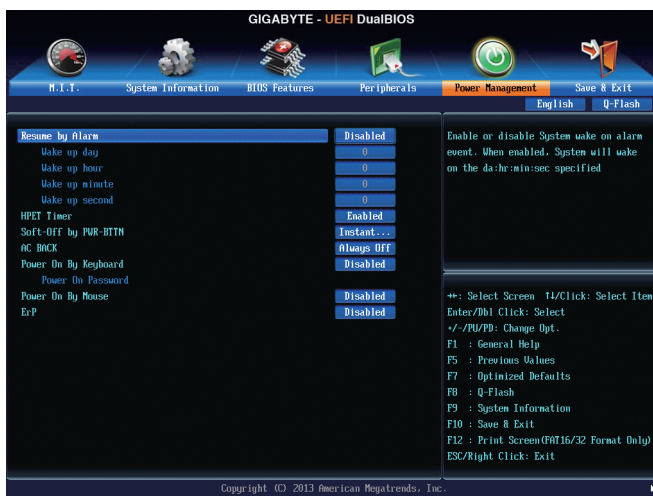 GIGABYTE - UEFI DualBIOS
M.I.T. System Information BIOS Features Peripherals Power Management Save & Exit
English Q-Flash
Resume by Alarm Disabled
Wake up day 0
Wake up hour 0
Wake up minute 0
Wake up second 0
HPET Timer Enabled
Soft-Off by PWR-BTTN Instant...
AC BACK Always Off
Power On By Keyboard Disabled
Power On Password
Power On By Mouse Disabled
ErP Disabled
Enable or disable System wake on alarm
event. When enabled, System will wake
on the da:hr:min:sec specified
→←: Select Screen ↑↓/Click: Select Item
Enter/Dbl Click: Select
+/-/PU/PD: Change Opt.
F1 : General Help
F5 : Previous Values
F7 : Optimized Defaults
F8 : Q-Flash
F9 : System Information
F10 : Save & Exit
F12 : Print Screen(FAT16/32 Format Only)
ESC/Right Click: Exit
Copyright (C) 2013 American Megatrends, Inc.